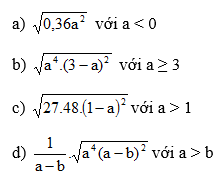 a) √(0,36a²) với a < 0
b) √(a⁴.(3 – a)²) với a ≥ 3
c) √(27.48.(1 – a)²) với a > 1
d) 1/(a – b).√(a⁴(a – b)²) với a > b